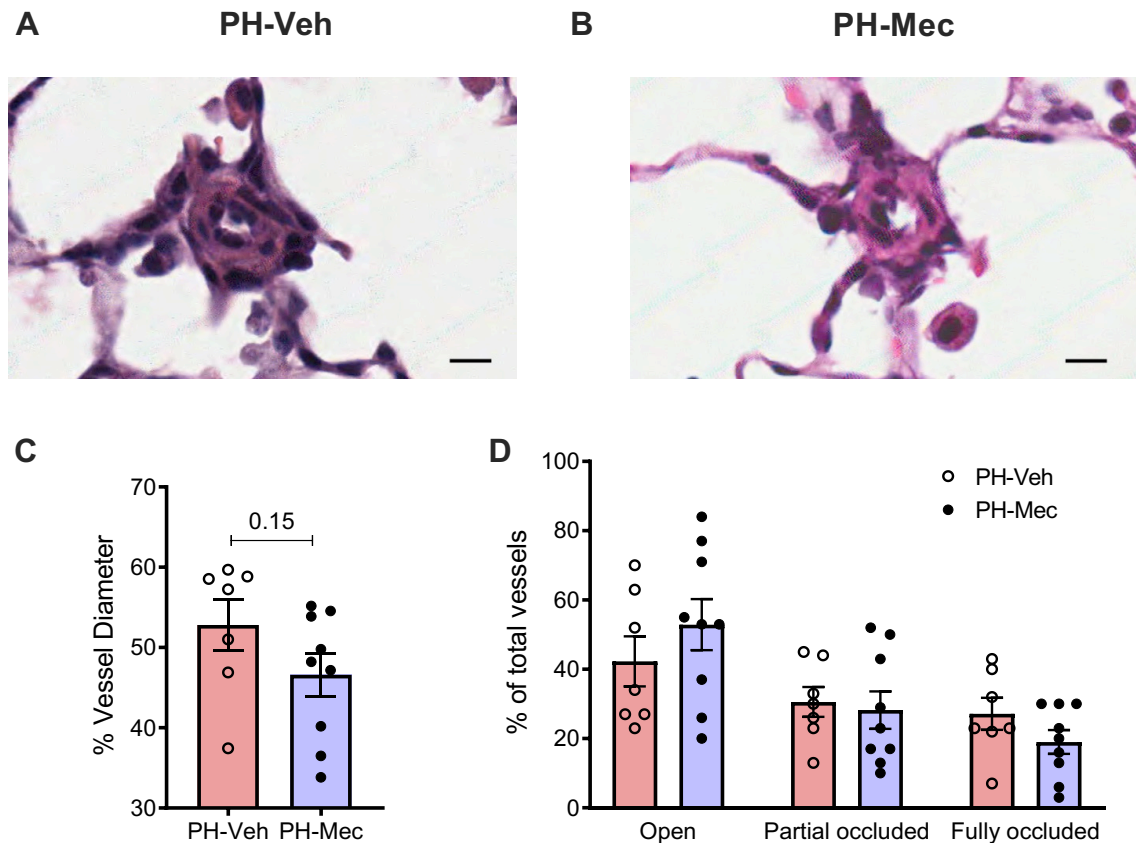 A
PH-Veh
B
PH-Mec
C
% Vessel Diameter
70
60
50
40
30
0.15
PH-Veh PH-Mec
D
% of total vessels
100
80
60
40
20
0
PH-Veh
PH-Mec
Open
Partial occluded
Fully occluded